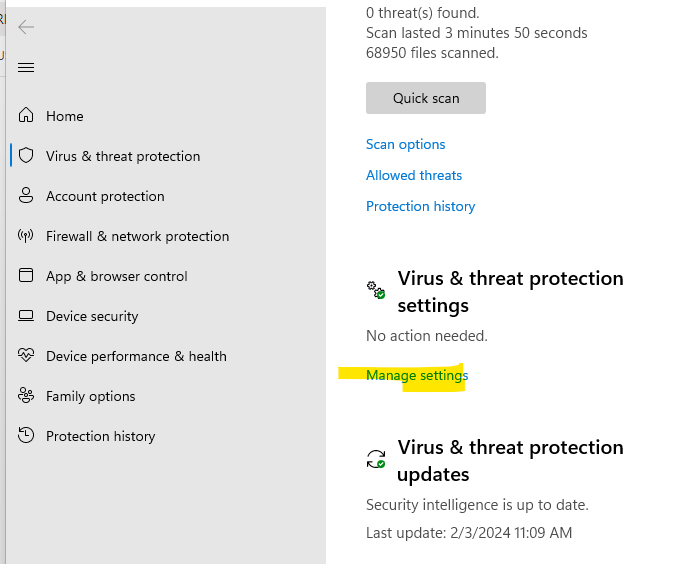 Home
Virus & threat protection
Account protection
Firewall & network protection
App & browser control
Device security
Device performance & health
Family options
Protection history
0 threat(s) found.
Scan lasted 3 minutes 50 seconds
68950 files scanned.
Quick scan
Scan options
Allowed threats
Protection history
Virus & threat protection
settings
No action needed.
Manage settings
Virus & threat protection
updates
Security intelligence is up to date.
Last update: 2/3/2024 11:09 AM